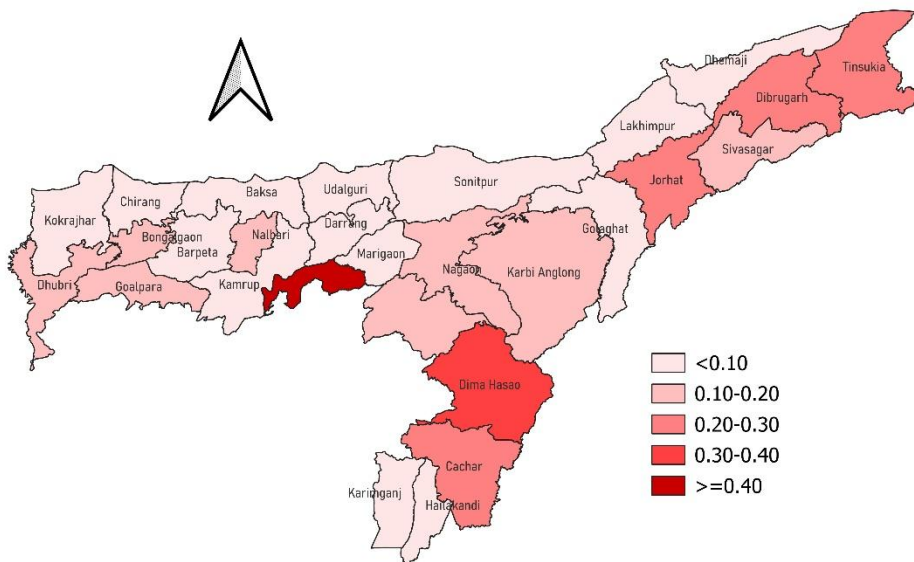 Dhemaji
Tinsukia
Dibrugarh
Lakhimpur
Sivasagar
Sonitpur
Jorhat
Udalguri
Baksa
Chirang
Kokrajhar
Darrang
Golaghat
Nalbari
Bongaigaon
Barpeta
Marigaon
Nagaon
Karbi Anglong
Kamrup
Goalpara
Dhubri
Dima Hasao
Cachar
Karimganj
Hailakandi
<0.10
0.10-0.20
0.20-0.30
0.30-0.40
>=0.40